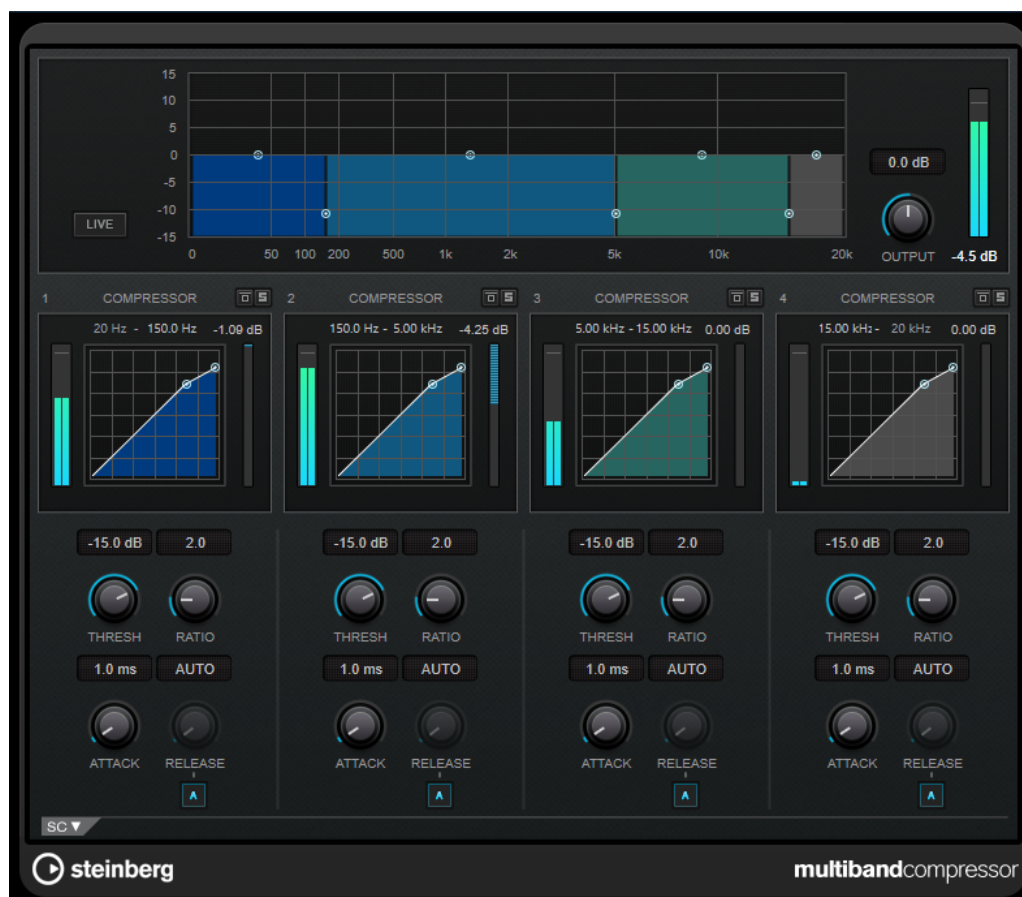 15
10
5
0
-5
-10
-15
LIVE
0 50 100 200 500 1k 2k 5k 10k 20k
0.0 dB
OUTPUT -4.5 dB
1 COMPRESSOR S 2 COMPRESSOR S 3 COMPRESSOR S 4 COMPRESSOR S
20 Hz - 150.0 Hz -1.09 dB 150.0 Hz - 5.00 kHz -4.25 dB 5.00 kHz - 15.00 kHz 0.00 dB 15.00 kHz - 20 kHz 0.00 dB
-15.0 dB 2.0 -15.0 dB 2.0 -15.0 dB 2.0 -15.0 dB 2.0
THRESH RATIO THRESH RATIO THRESH RATIO THRESH RATIO
1.0 ms AUTO 1.0 ms AUTO 1.0 ms AUTO 1.0 ms AUTO
ATTACK RELEASE ATTACK RELEASE ATTACK RELEASE ATTACK RELEASE
A A A A
SC ▼
steinberg multibandcompressor